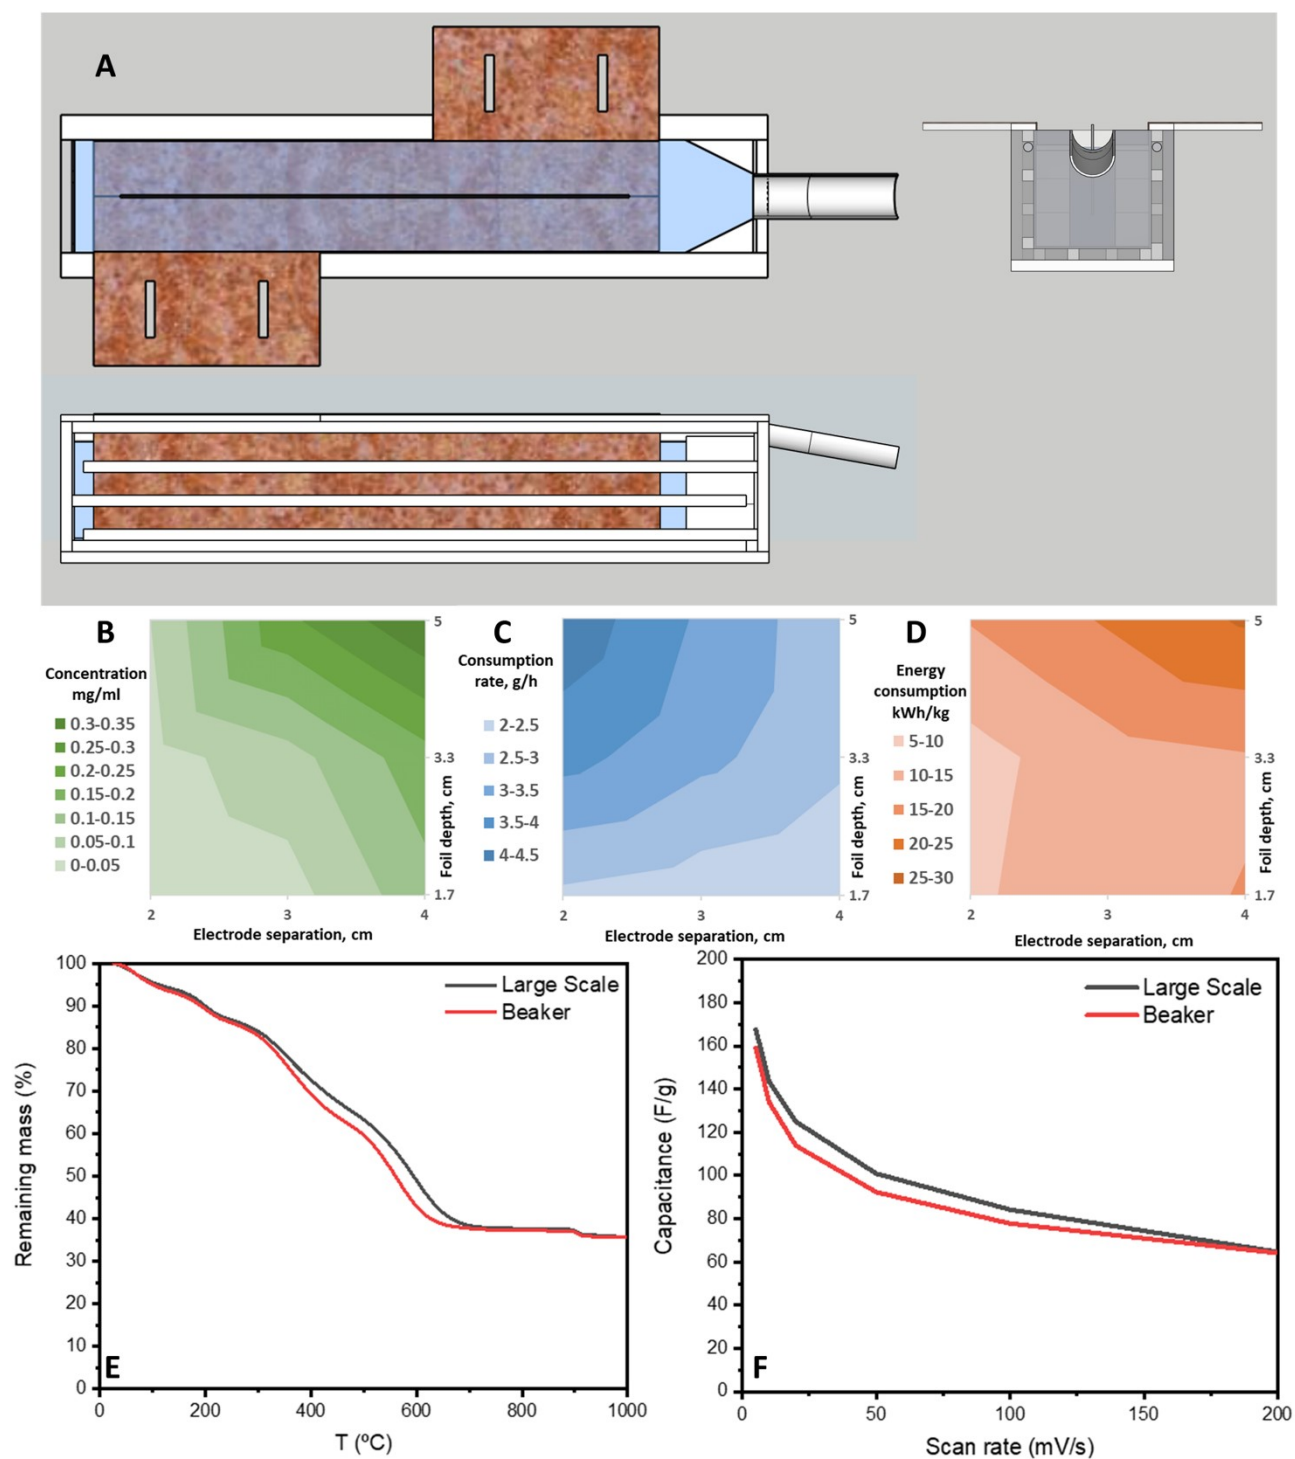 A
B
Concentration
mg/ml
0.3-0.35
0.25-0.3
0.2-0.25
0.15-0.2
0.1-0.15
0.05-0.1
0-0.05
5
3.3
1.7
Foil depth, cm
2
3
4
Electrode separation, cm
C
Consumption
rate, g/h
2-2.5
2.5-3
3-3.5
3.5-4
4-4.5
5
3.3
1.7
Foil depth, cm
2
3
4
Electrode separation, cm
D
Energy
consumption
kWh/kg
5-10
10-15
15-20
20-25
25-30
5
3.3
1.7
Foil depth, cm
2
3
4
Electrode separation, cm
100
90
80
70
60
50
40
30
20
10
0
Remaining mass (%)
Large Scale
Beaker
E
0
200
400
600
800
1000
T (ºC)
200
180
160
140
120
100
80
60
40
20
0
Capacitance (F/g)
Large Scale
Beaker
F
0
50
100
150
200
Scan rate (mV/s)